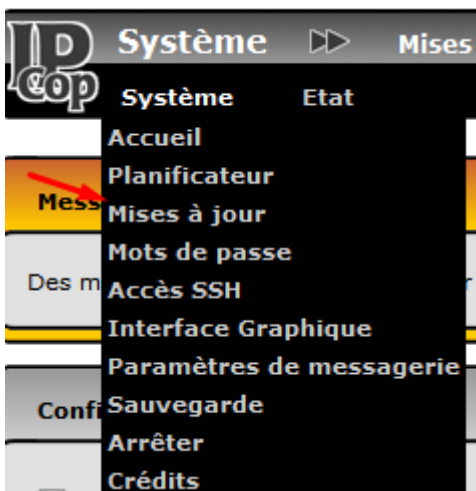 IP Cop
Système Mises
Système Etat
Accueil
Planificateur
Mess
Mises à jour
Mots de passe
Des m
Accès SSH
Interface Graphique
Paramètres de messagerie
Confi
Sauvegarde
Arrêter
Crédits